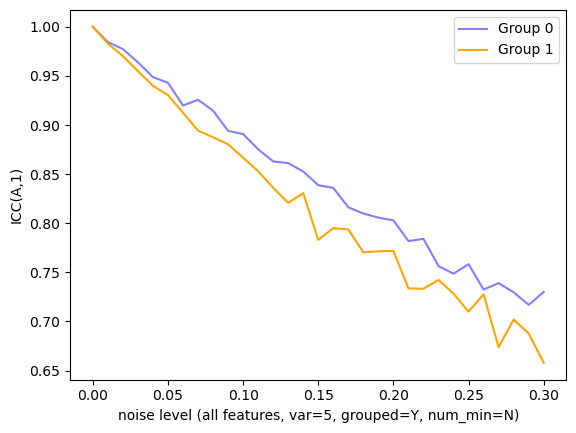 Group 0
Group 1
ICC(A,1)
1.00
0.95
0.90
0.85
0.80
0.75
0.70
0.65
0.00 0.05 0.10 0.15 0.20 0.25 0.30
noise level (all features, var=5, grouped=Y, num_min=N)